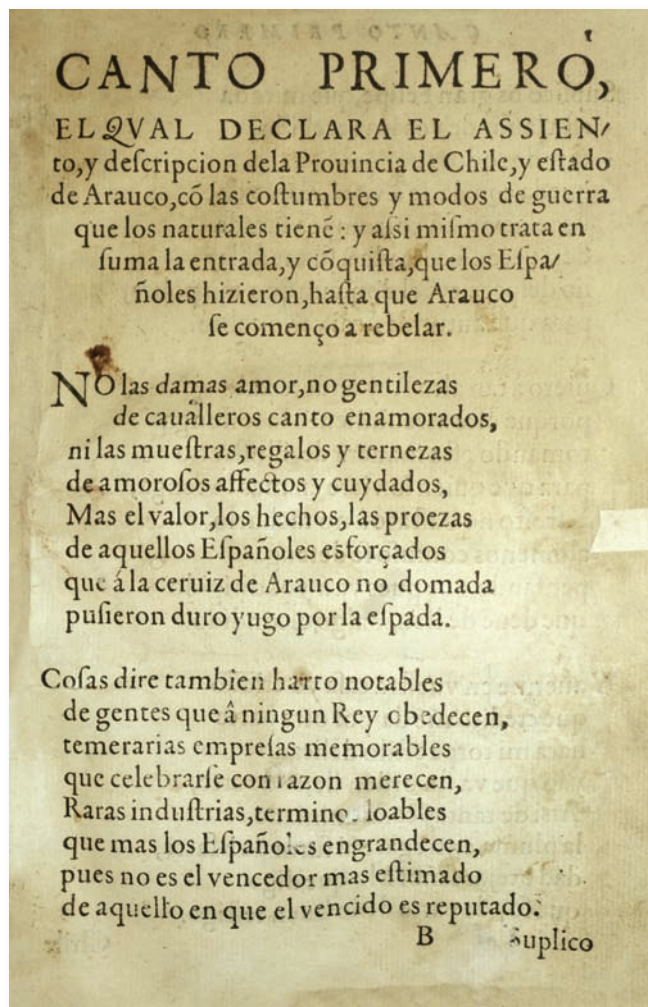 CANTO PRIMERO,
EL QVAL DECLARA EL ASSIEN-
to, y deſcripcion dela Prouincia de Chile, y eſtado
de Arauco, cõ las coſtumbres y modos de guerra
que los naturales tienẽ: y aſsi miſmo trata en
ſuma la entrada, y cõquiſta, que los Eſpa-
ñoles hizieron, haſta que Arauco
ſe començo a rebelar.
NO las damas amor, no gentilezas
de cauàlleros canto enamorados,
ni las mueſtras, regalos y ternezas
de amoroſos affectos y cuydados,
Mas el valor, los hechos, las proezas
de aquellos Eſpañoles esforçados
que á la ceruiz de Arauco no domada
puſieron duro yugo por la eſpada.
Coſas dire tambien harto notables
de gentes que â ningun Rey obedecen,
temerarias empreſas memorables
que celebrarſe con razon merecen,
Raras induſtrias, termino. loables
que mas los Eſpañoles engrandecen,
pues no es el vencedor mas eſtimado
de aquello en que el vencido es reputado.
B Suplico